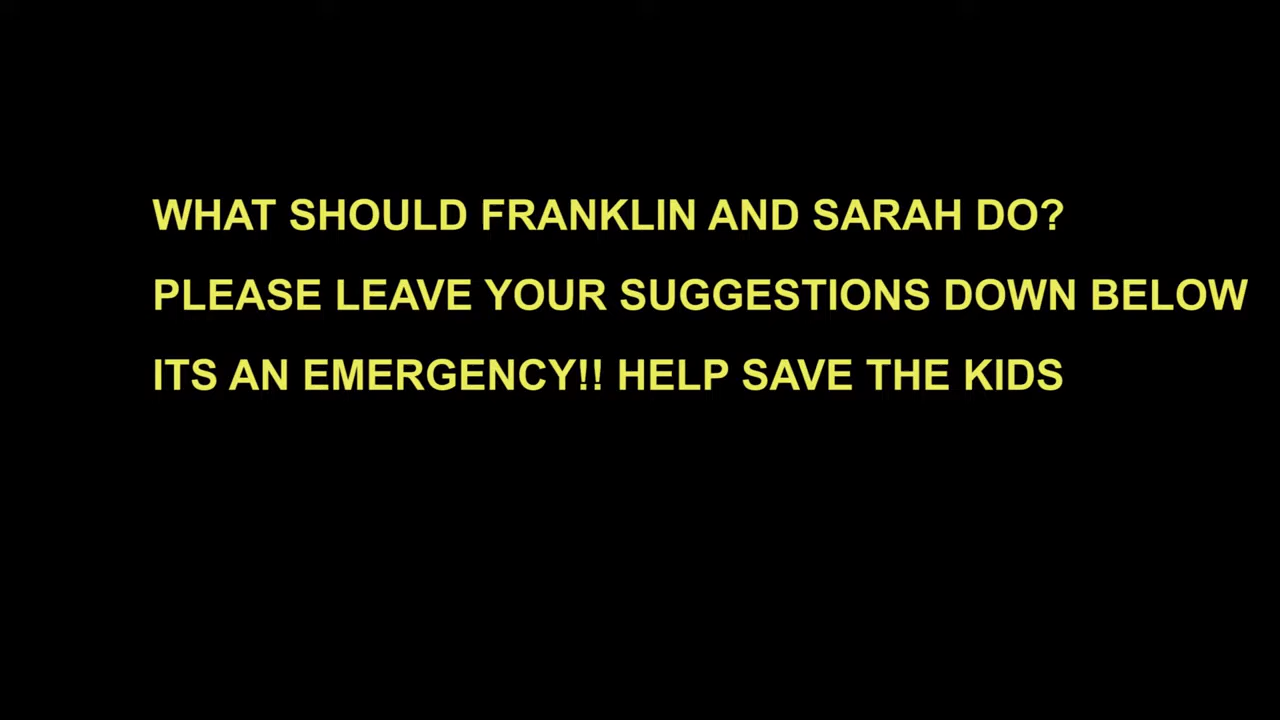 WHAT SHOULD FRANKLIN AND SARAH DO?
PLEASE LEAVE YOUR SUGGESTIONS DOWN BELOW
ITS AN EMERGENCY!! HELP SAVE THE KIDS